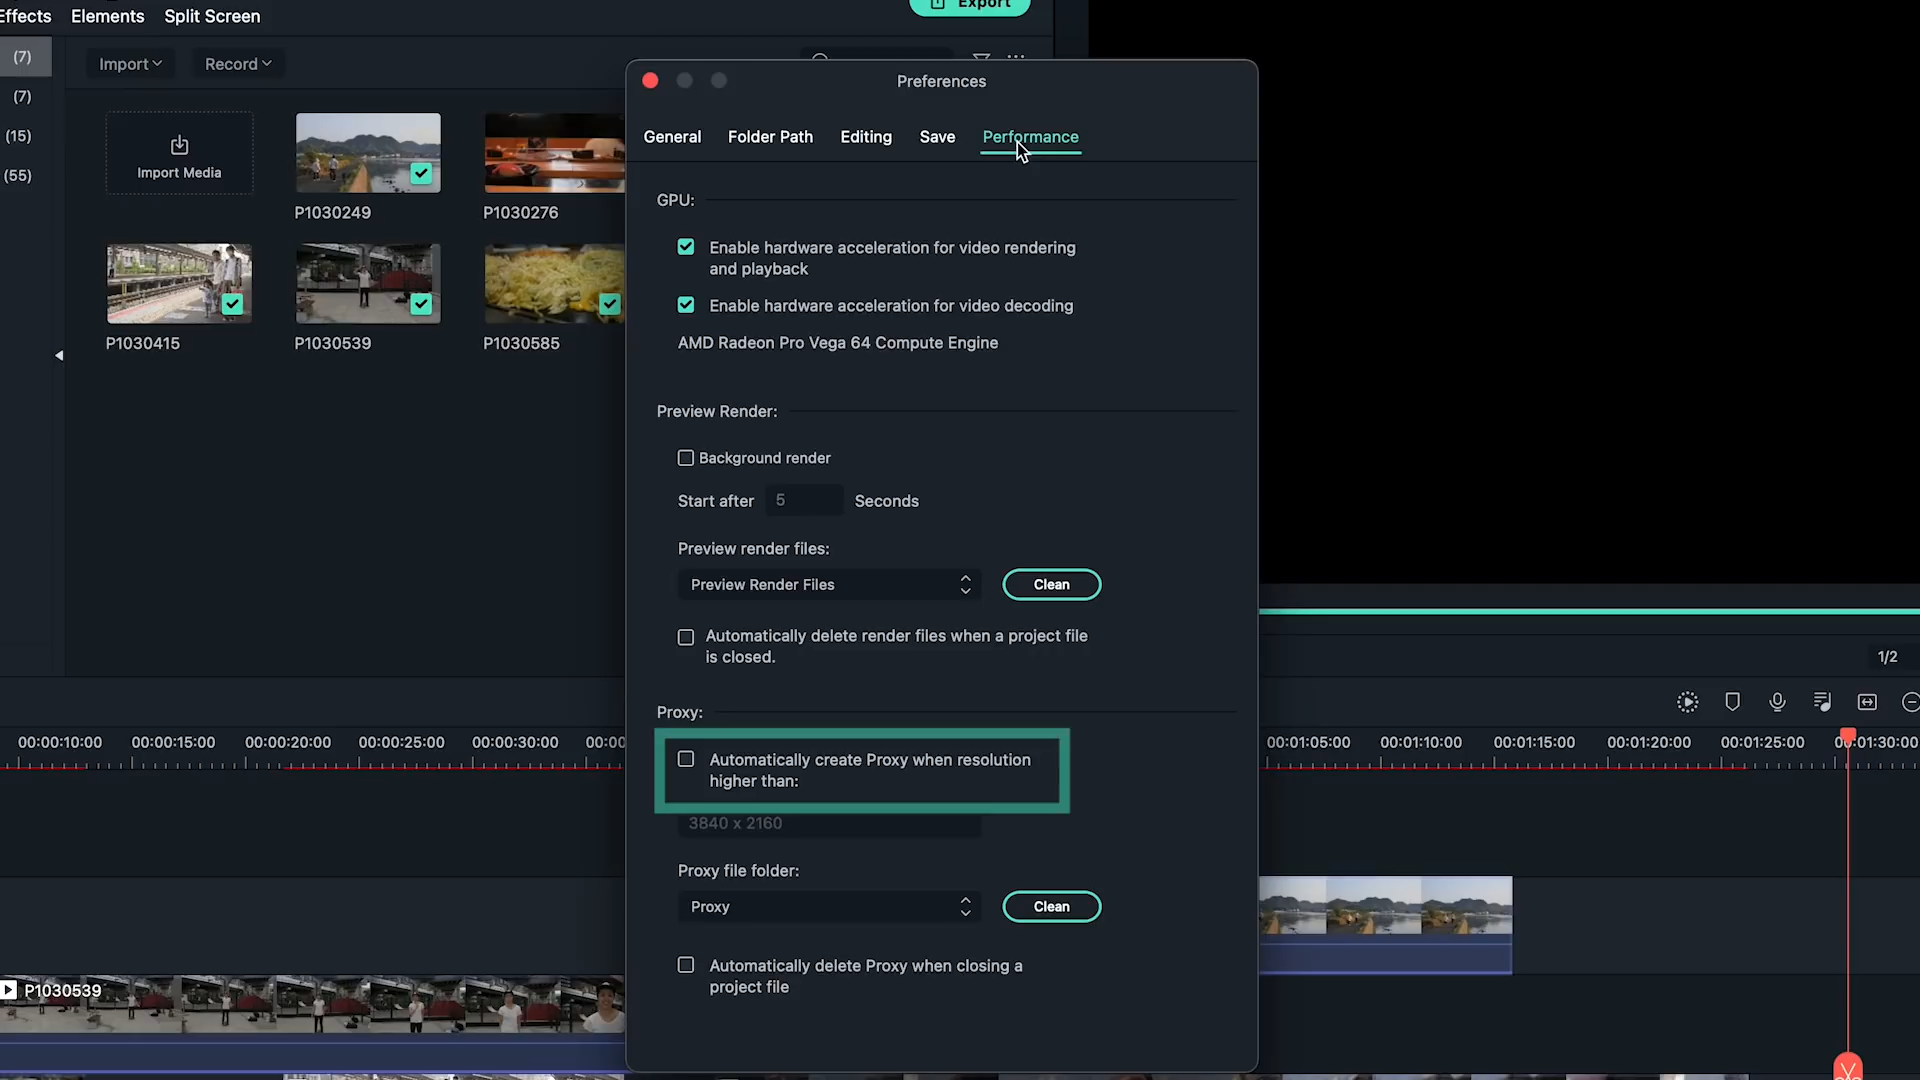 Effects Elements Split Screen
Export
(7)
Import Record
Preferences
(7)
General Folder Path Editing Save Performance
(15)
Import Media
(55)
GPU:
P1030249 P1030276
Enable hardware acceleration for video rendering
and playback
Enable hardware acceleration for video decoding
AMD Radeon Pro Vega 64 Compute Engine
P1030415 P1030539 P1030585
Preview Render:
Background render
Start after 5 Seconds
Preview render files:
Preview Render Files Clean
Automatically delete render files when a project file
is closed.
1/2
Proxy:
00:00:10:00 00:00:15:00 00:00:20:00 00:00:25:00 00:00:30:00 00:00 00:01:05:00 00:01:10:00 00:01:15:00 00:01:20:00 00:01:25:00 00:01:30:00
Automatically create Proxy when resolution
higher than:
3840 x 2160
Proxy file folder:
Proxy Clean
Automatically delete Proxy when closing a
project file
P1030539